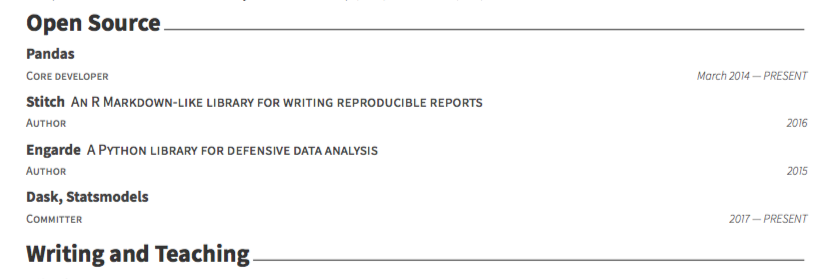 Open Source
Pandas
Core developer March 2014 — PRESENT
Stitch An R Markdown-like library for writing reproducible reports
Author 2016
Engarde A Python library for defensive data analysis
Author 2015
Dask, Statsmodels
Committer 2017 — PRESENT
Writing and Teaching